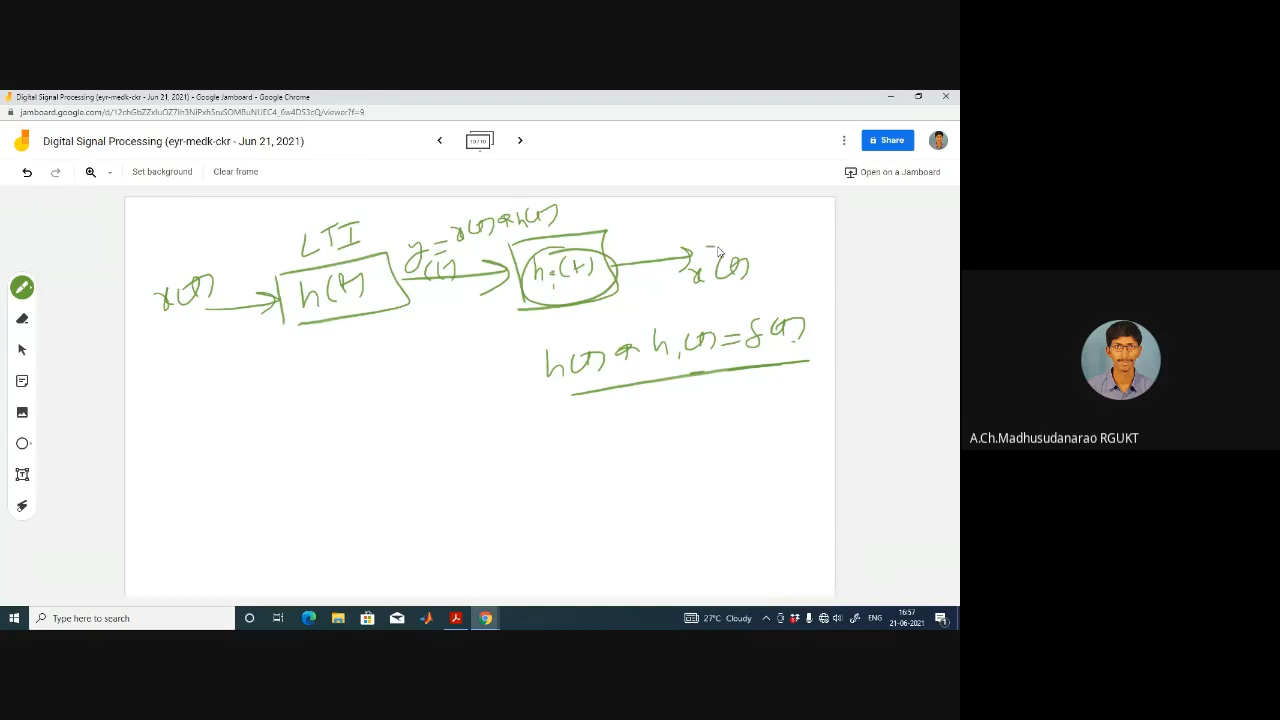 Digital Signal Processing (eyr-medk-ckr - Jun 21, 2021) - Google Jamboard - Google Chrome
Digital Signal Processing (eyr-medk-ckr - Jun 21, 2021)
10 / 10
Share
Set background
Clear frame
Open on a Jamboard
LTI
x(t)
h(t)
y(t) = x(t) * h(t)
hi(t)
x(t)
h(t) * hi(t) = δ(t)
A.Ch.Madhusudanarao RGUKT
Type here to search
27°C Cloudy
ENG
16:57
21-06-2021